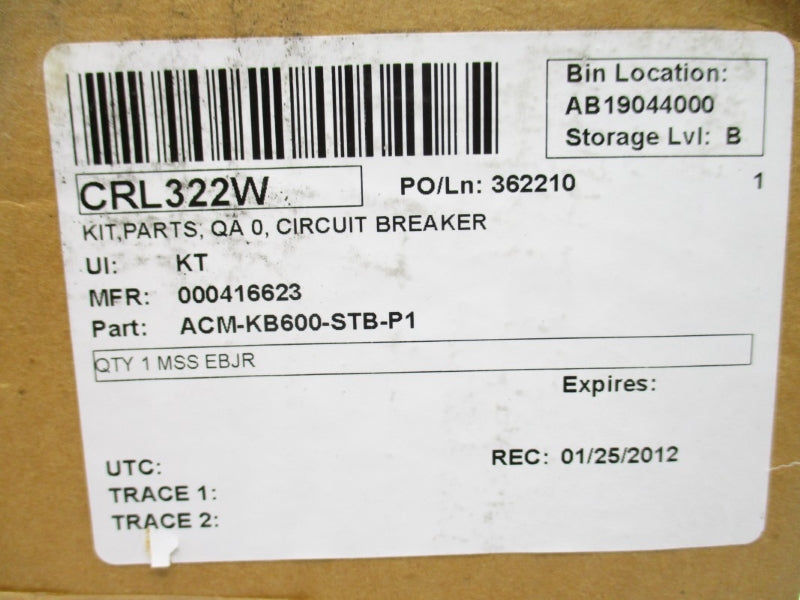 Bin Location:
AB19044000
Storage Lvl: B
CRL322W
PO/Ln: 362210 1
KIT,PARTS, QA 0, CIRCUIT BREAKER
UI: KT
MFR: 000416623
Part: ACM-KB600-STB-P1
QTY 1 MSS EBJR
Expires:
REC: 01/25/2012
UTC:
TRACE 1:
TRACE 2: